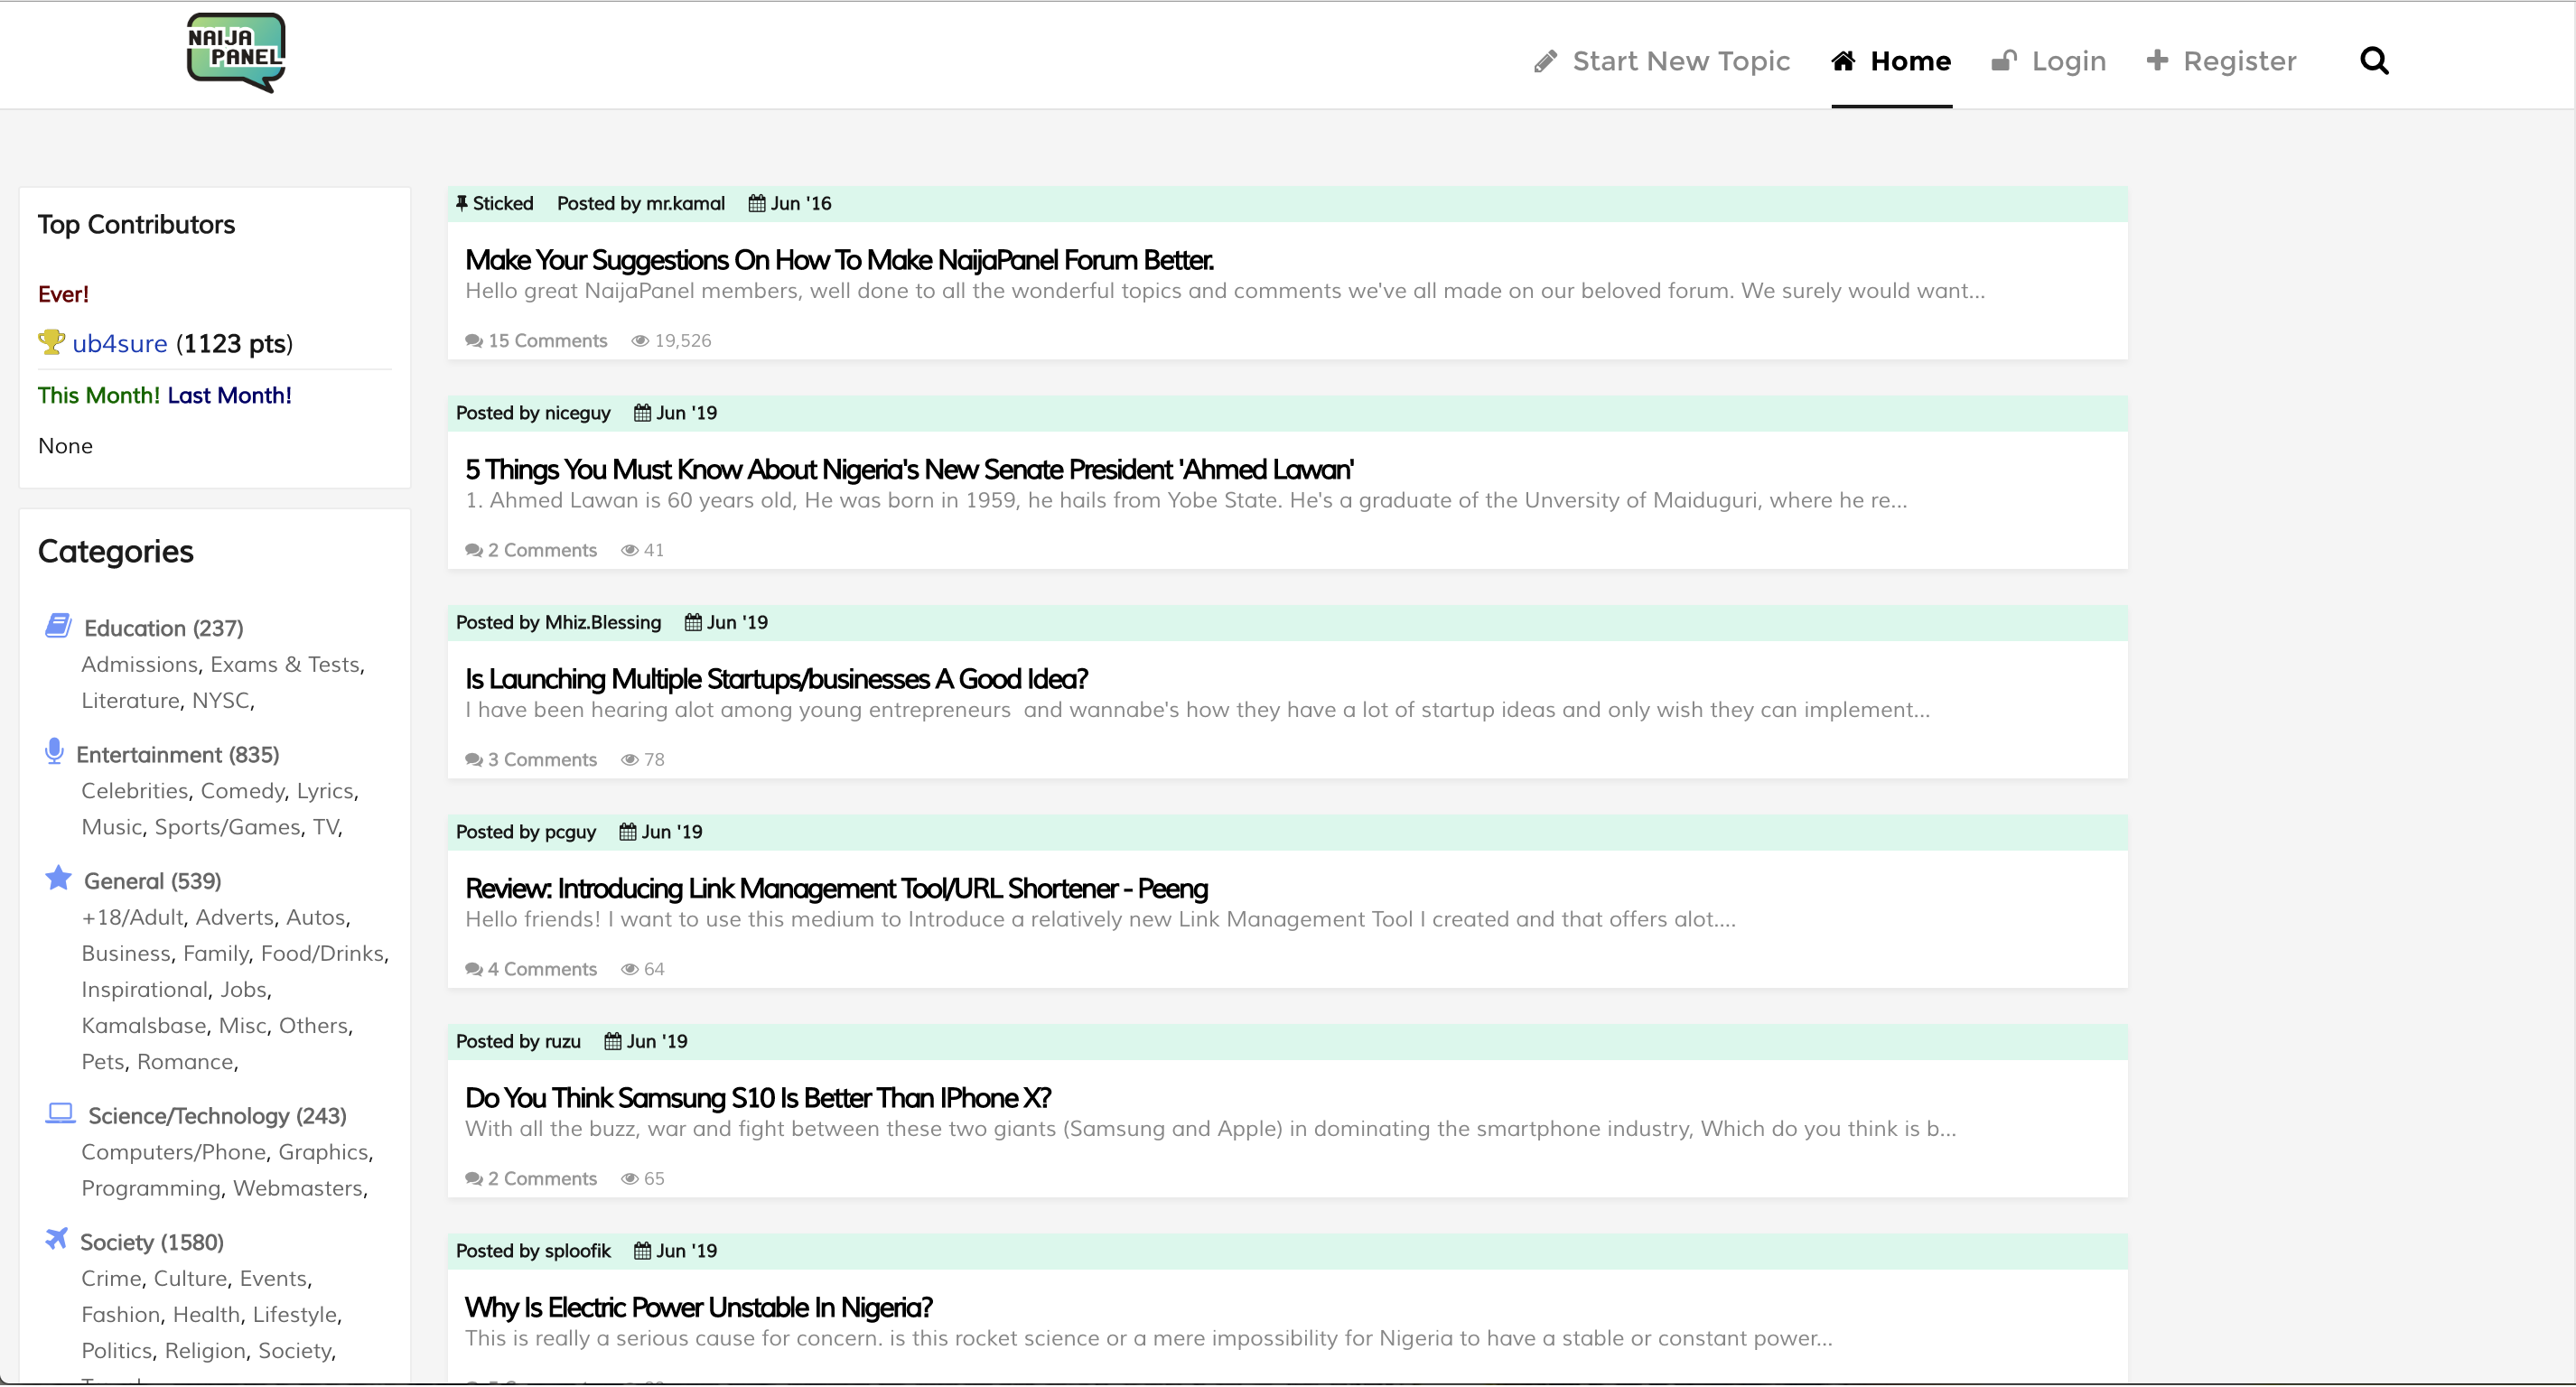 NAIJA
PANEL
Start New Topic
Home
Login
Register
Top Contributors
Ever!
ub4sure (1123 pts)
This Month! Last Month!
None
Categories
Education (237)
Admissions, Exams & Tests,
Literature, NYSC,
Entertainment (835)
Celebrities, Comedy, Lyrics,
Music, Sports/Games, TV,
General (539)
+18/Adult, Adverts, Autos,
Business, Family, Food/Drinks,
Inspirational, Jobs,
Kamalsbase, Misc, Others,
Pets, Romance,
Science/Technology (243)
Computers/Phone, Graphics,
Programming, Webmasters,
Society (1580)
Crime, Culture, Events,
Fashion, Health, Lifestyle,
Politics, Religion, Society,
Sticked Posted by mr.kamal Jun '16
Make Your Suggestions On How To Make NaijaPanel Forum Better.
Hello great NaijaPanel members, well done to all the wonderful topics and comments we've all made on our beloved forum. We surely would want...
15 Comments 19,526
Posted by niceguy Jun '19
5 Things You Must Know About Nigeria's New Senate President 'Ahmed Lawan'
1. Ahmed Lawan is 60 years old, He was born in 1959, he hails from Yobe State. He's a graduate of the Unversity of Maiduguri, where he re...
2 Comments 41
Posted by Mhiz.Blessing Jun '19
Is Launching Multiple Startups/businesses A Good Idea?
I have been hearing alot among young entrepreneurs  and wannabe's how they have a lot of startup ideas and only wish they can implement...
3 Comments 78
Posted by pcguy Jun '19
Review: Introducing Link Management Tool/URL Shortener - Peeng
Hello friends! I want to use this medium to Introduce a relatively new Link Management Tool I created and that offers alot....
4 Comments 64
Posted by ruzu Jun '19
Do You Think Samsung S10 Is Better Than IPhone X?
With all the buzz, war and fight between these two giants (Samsung and Apple) in dominating the smartphone industry, Which do you think is b...
2 Comments 65
Posted by sploofik Jun '19
Why Is Electric Power Unstable In Nigeria?
This is really a serious cause for concern. is this rocket science or a mere impossibility for Nigeria to have a stable or constant power...